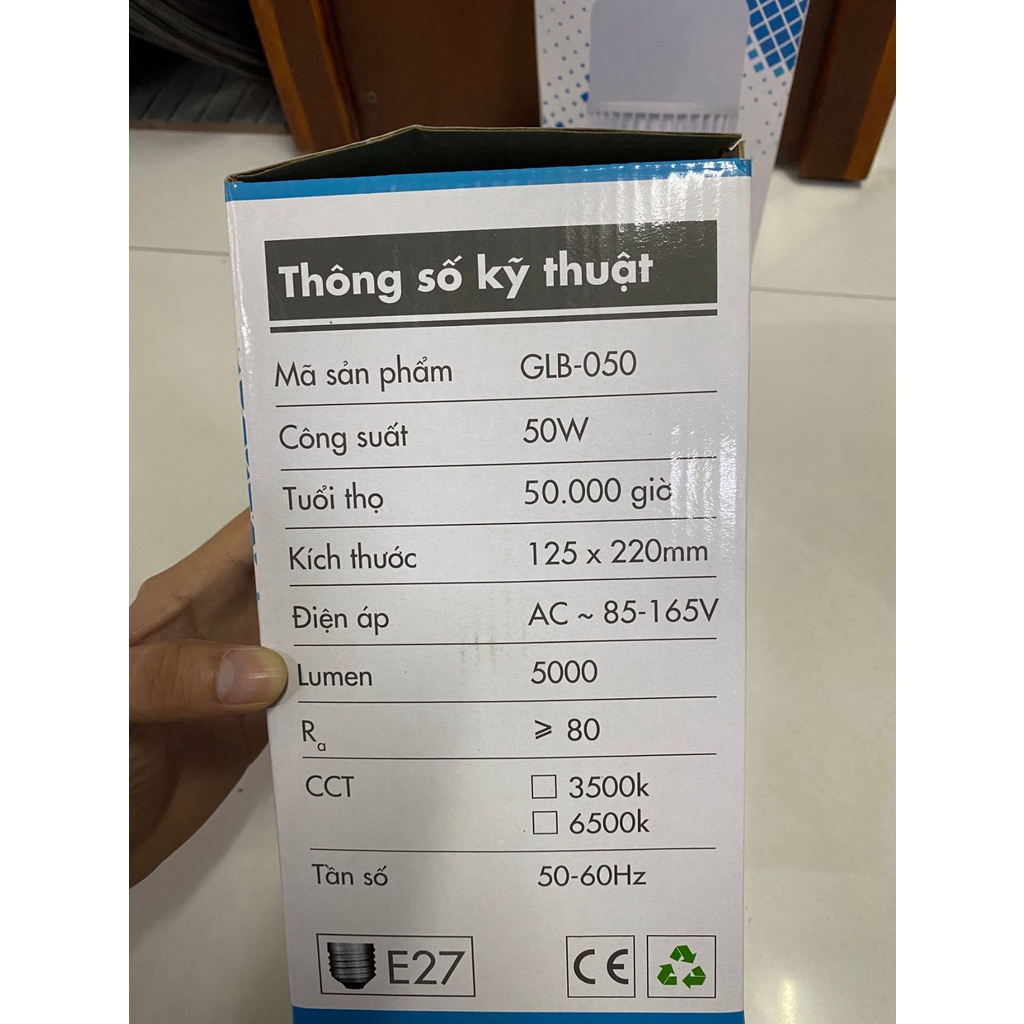 Thông số kỹ thuật
Mã sản phẩm GLB-050
Công suất 50W
Tuổi thọ 50.000 giờ
Kích thước 125 x 220mm
Điện áp AC ~ 85-165V
Lumen 5000
Ra ⩾ 80
CCT 3500k
6500k
Tần số 50-60Hz
E27 CE